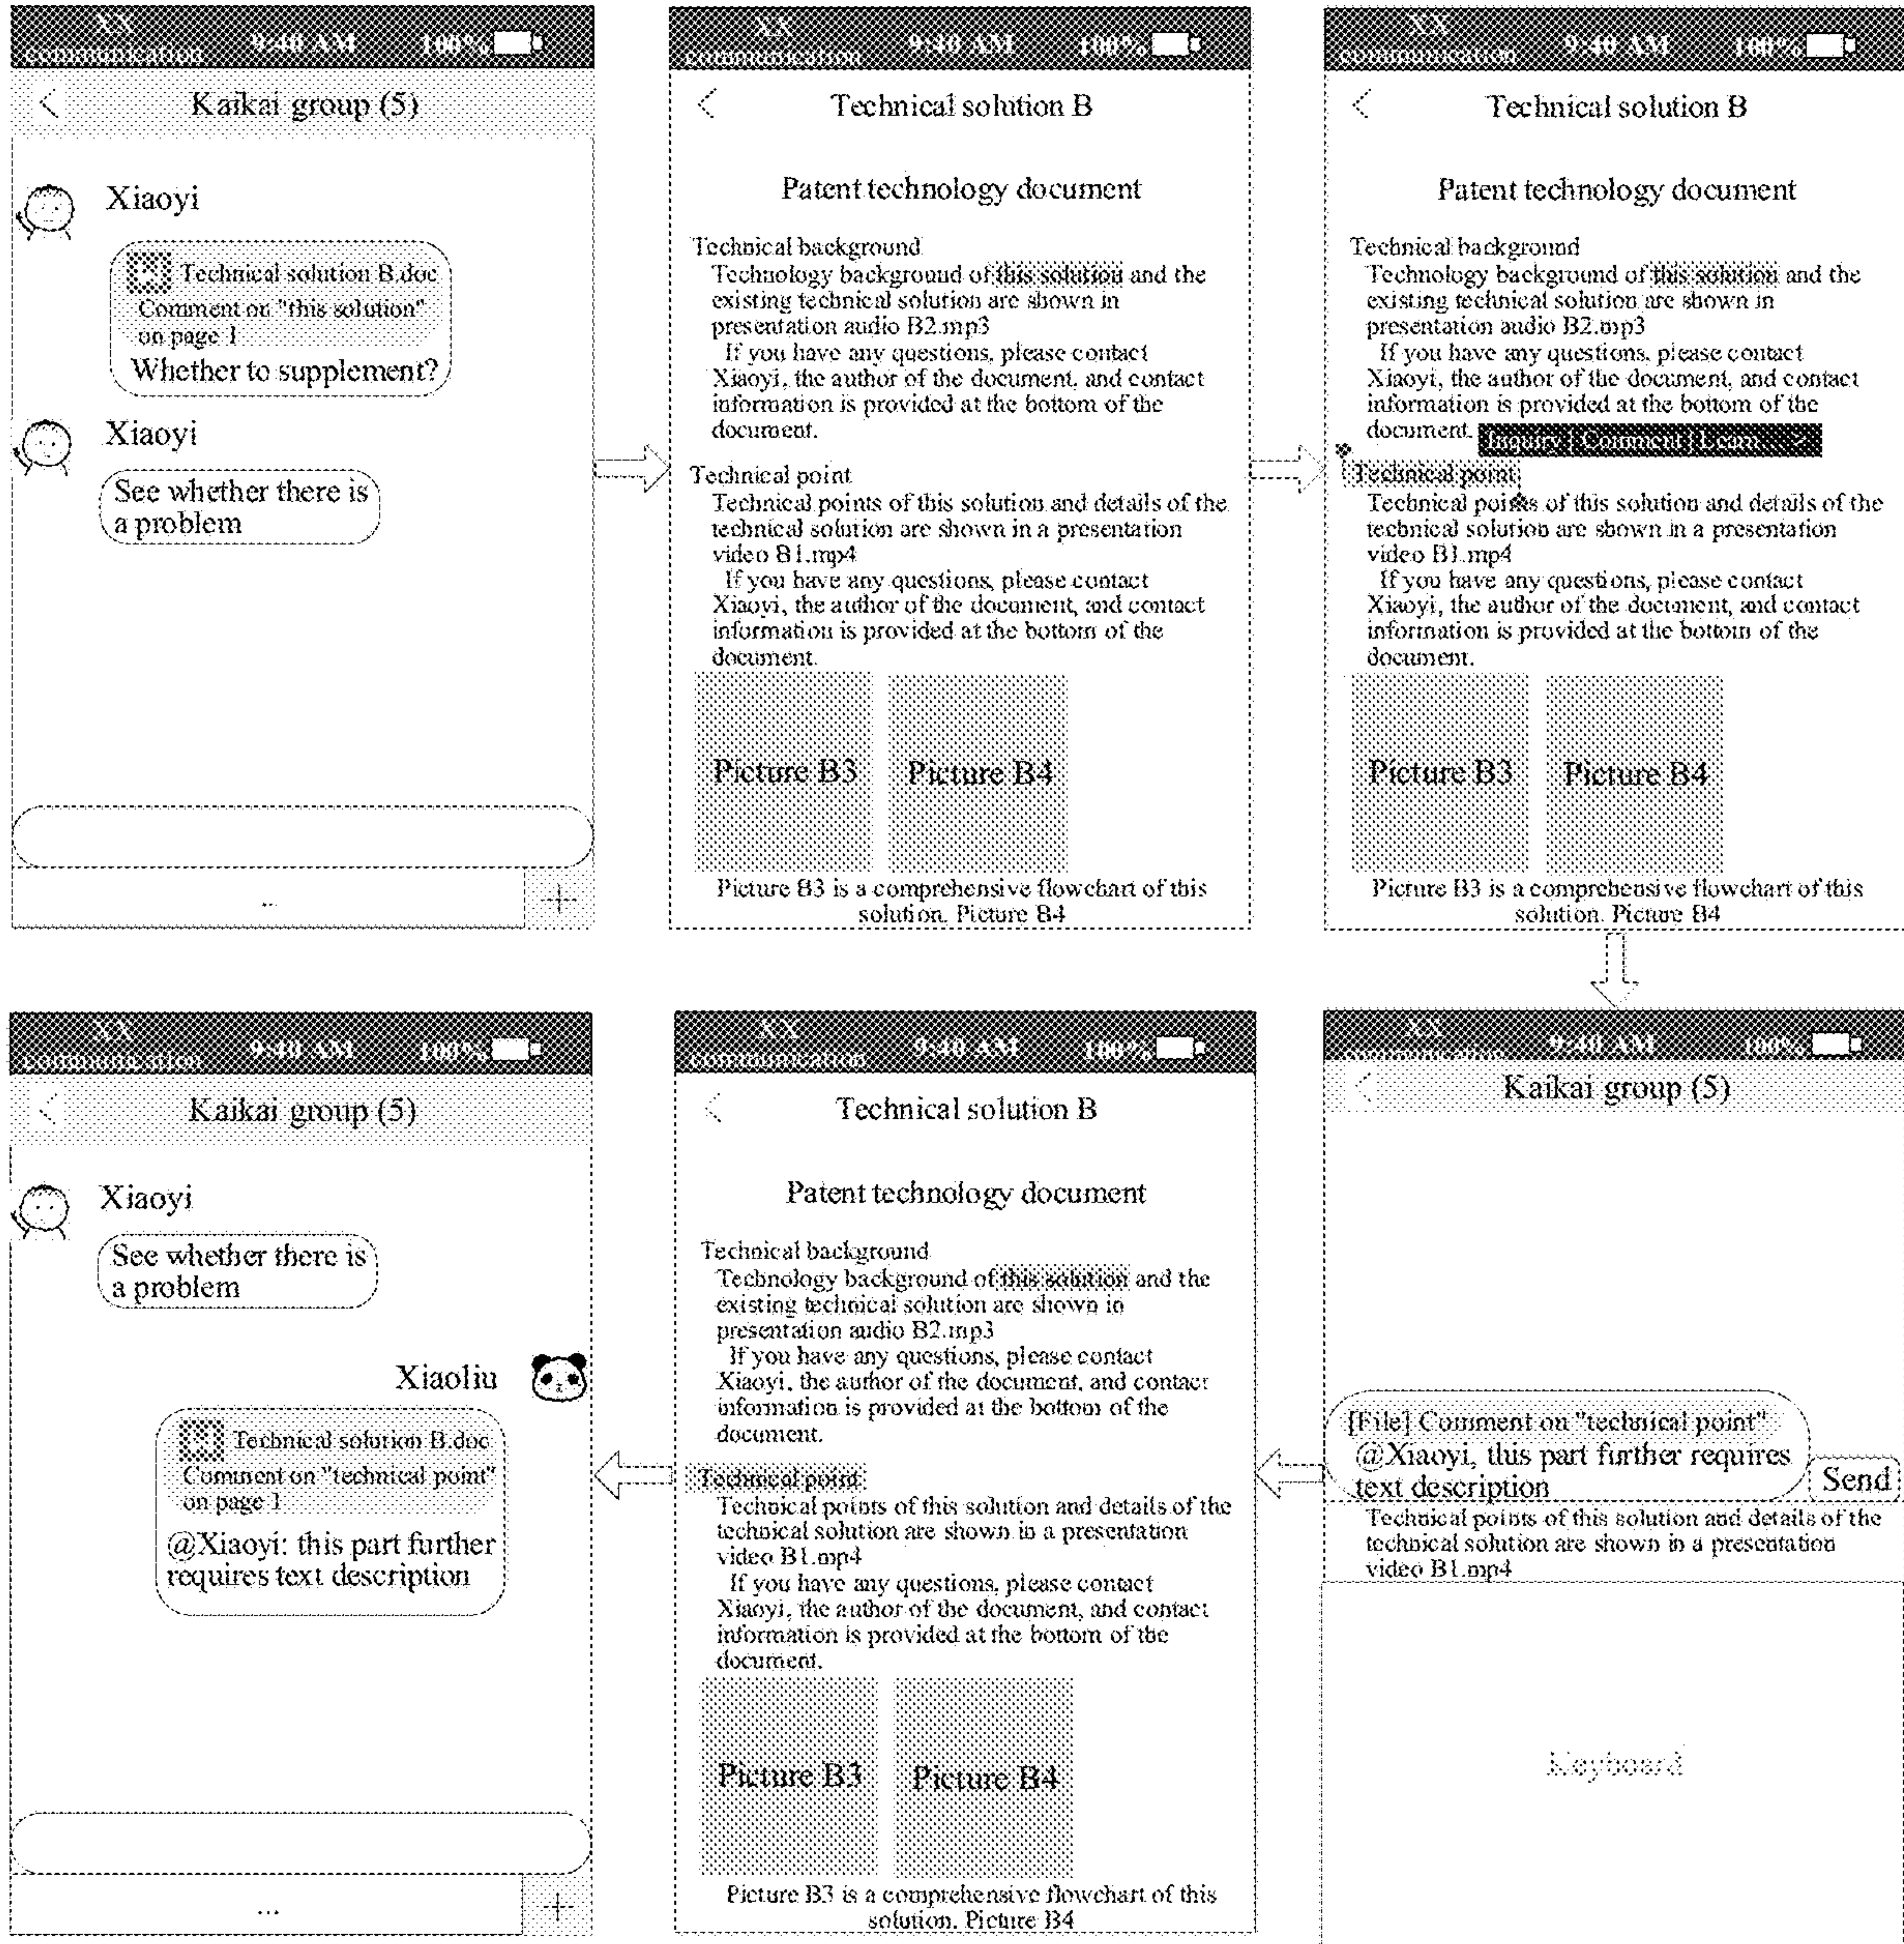 XX
communication 9:40 AM 100%
< Kaikai group (5)
Xiaoyi
Technical solution B.doc
Comment on "this solution"
on page 1
Whether to supplement?
Xiaoyi
See whether there is
a problem
...
+
XX
communication 9:40 AM 100%
< Technical solution B
Patent technology document
Technical background
Technology background of this solution and the
existing technical solution are shown in
presentation audio B2.mp3
If you have any questions, please contact
Xiaoyi, the author of the document, and contact
information is provided at the bottom of the
document.
Technical point
Technical points of this solution and details of the
technical solution are shown in a presentation
video B1.mp4
If you have any questions, please contact
Xiaoyi, the author of the document, and contact
information is provided at the bottom of the
document.
Picture B3 Picture B4
Picture B3 is a comprehensive flowchart of this
solution. Picture B4
XX
communication 9:40 AM 100%
< Technical solution B
Patent technology document
Technical background
Technology background of this solution and the
existing technical solution are shown in
presentation audio B2.mp3
If you have any questions, please contact
Xiaoyi, the author of the document, and contact
information is provided at the bottom of the
document.
Inquiry | Comment | Learn... >
Technical point
Technical points of this solution and details of the
technical solution are shown in a presentation
video B1.mp4
If you have any questions, please contact
Xiaoyi, the author of the document, and contact
information is provided at the bottom of the
document.
Picture B3 Picture B4
Picture B3 is a comprehensive flowchart of this
solution. Picture B4
XX
communication 9:40 AM 100%
< Kaikai group (5)
[File] Comment on "technical point"
@Xiaoyi, this part further requires
text description
Send
Technical points of this solution and details of the
technical solution are shown in a presentation
video B1.mp4
Keyboard
XX
communication 9:40 AM 100%
< Technical solution B
Patent technology document
Technical background
Technology background of this solution and the
existing technical solution are shown in
presentation audio B2.mp3
If you have any questions, please contact
Xiaoyi, the author of the document, and contact
information is provided at the bottom of the
document.
Technical point
Technical points of this solution and details of the
technical solution are shown in a presentation
video B1.mp4
If you have any questions, please contact
Xiaoyi, the author of the document, and contact
information is provided at the bottom of the
document.
Picture B3 Picture B4
Picture B3 is a comprehensive flowchart of this
solution. Picture B4
XX
communication 9:40 AM 100%
< Kaikai group (5)
Xiaoyi
See whether there is
a problem
Xiaoliu
Technical solution B.doc
Comment on "technical point"
on page 1
@Xiaoyi: this part further
requires text description
...
+